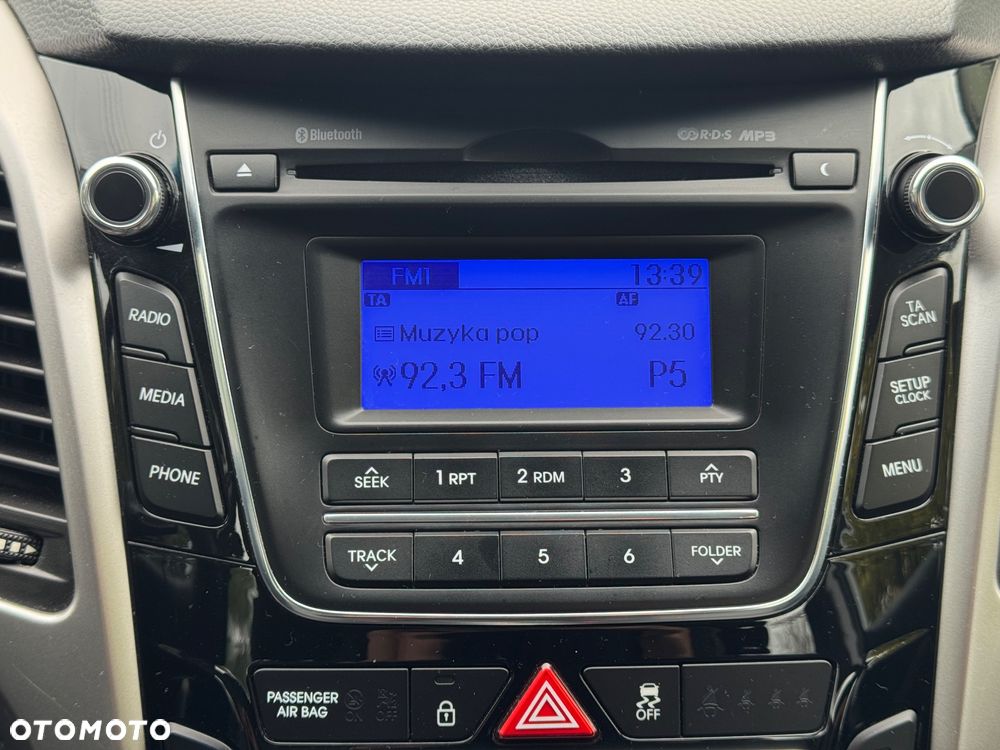 Bluetooth
R·D·S MP3
FM1 13:39
TA AF
Muzyka pop 92.30
92,3 FM P5
RADIO
MEDIA
PHONE
TA
SCAN
SETUP
CLOCK
MENU
SEEK 1 RPT 2 RDM 3 PTY
TRACK 4 5 6 FOLDER
PASSENGER
AIR BAG
OFF
OTOMOTO